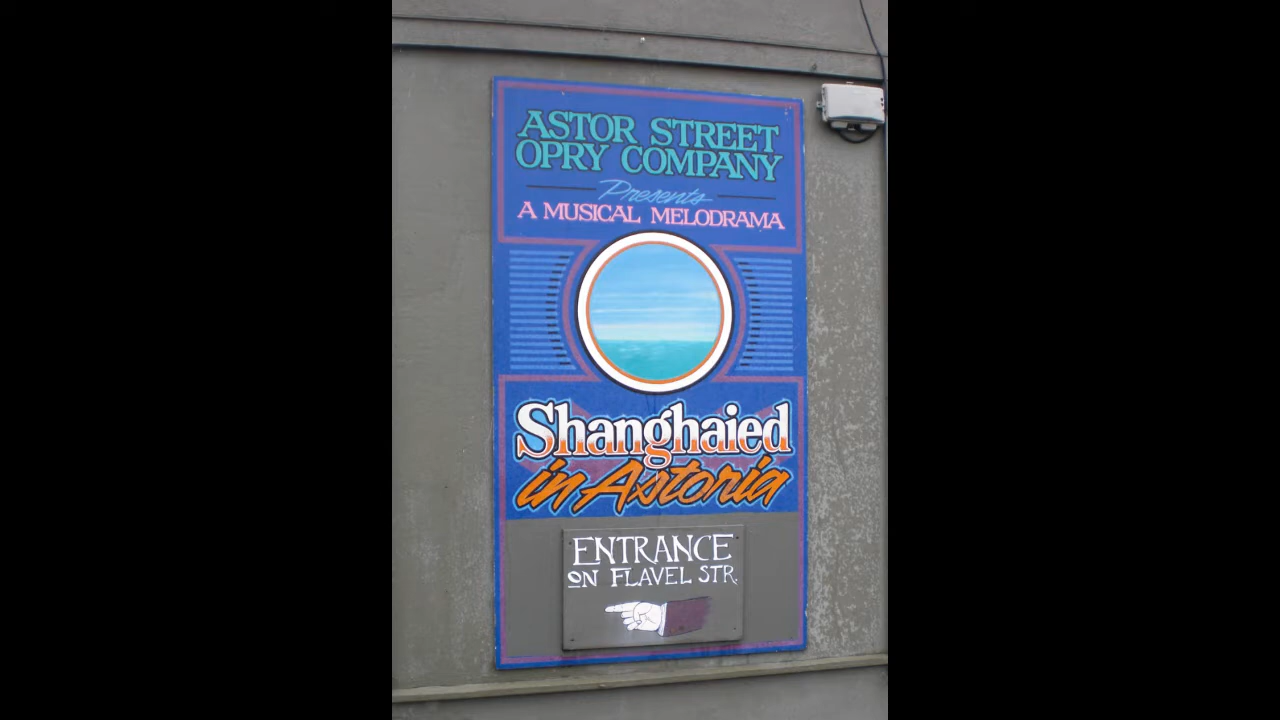 ASTOR STREET
OPRY COMPANY
Presents
A MUSICAL MELODRAMA
Shanghaied
in Astoria
ENTRANCE
ON FLAVEL STR.